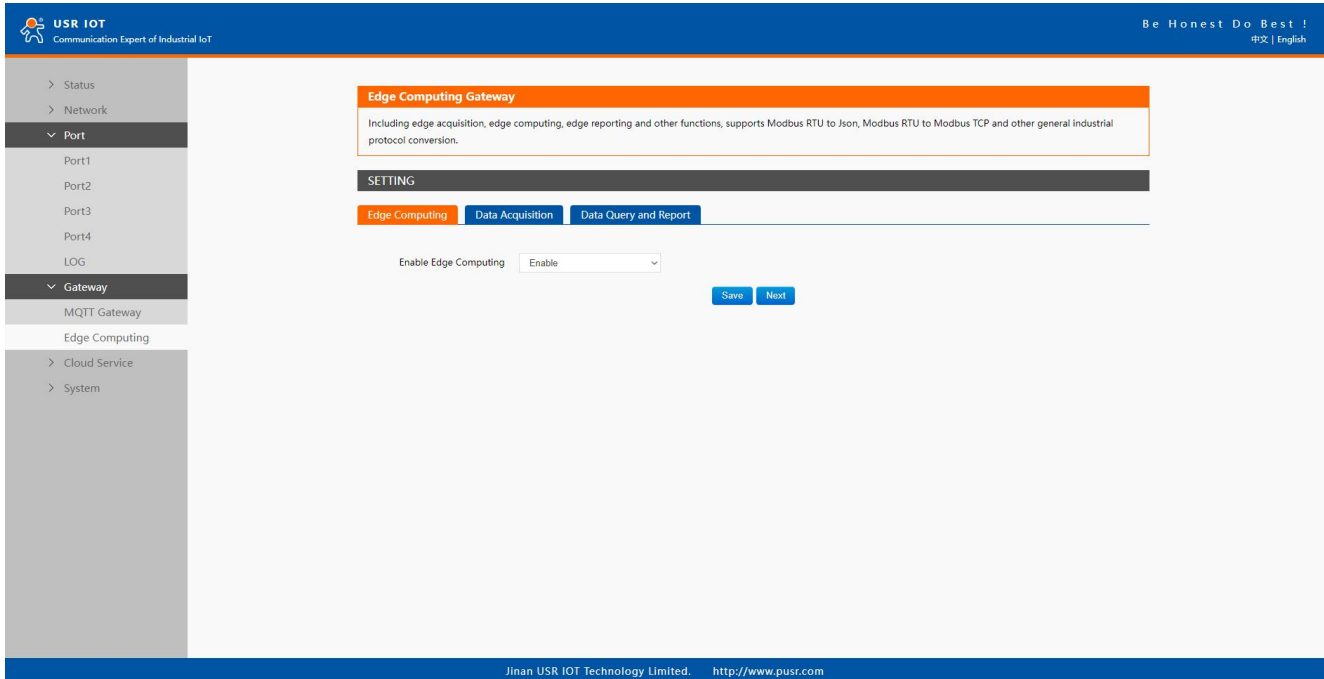 USR IOT
Communication Expert of Industrial IoT
Be Honest Do Best !
中文 | English
Status
Network
Port
Port1
Port2
Port3
Port4
LOG
Gateway
MQTT Gateway
Edge Computing
Cloud Service
System
Edge Computing Gateway
Including edge acquisition, edge computing, edge reporting and other functions, supports Modbus RTU to Json, Modbus RTU to Modbus TCP and other general industrial
protocol conversion.
SETTING
Edge Computing Data Acquisition Data Query and Report
Enable Edge Computing Enable
Save Next
Jinan USR IOT Technology Limited. http://www.pusr.com